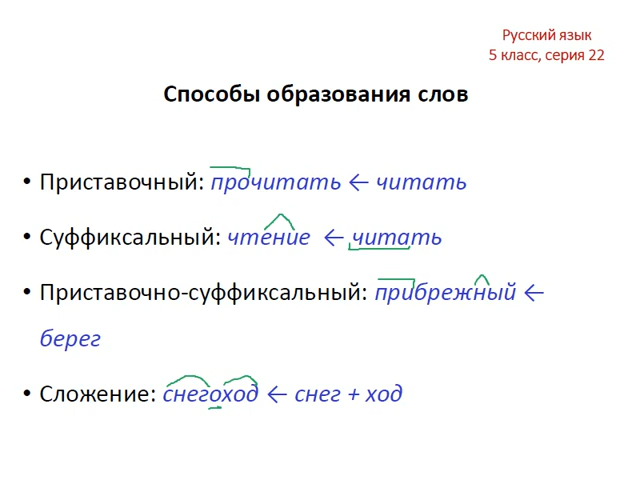 Русский язык
5 класс, серия 22
Способы образования слов
• Приставочный: прочитать ← читать
• Суффиксальный: чтение ← читать
• Приставочно-суффиксальный: прибрежный ←
берег
• Сложение: снегоход ← снег + ход